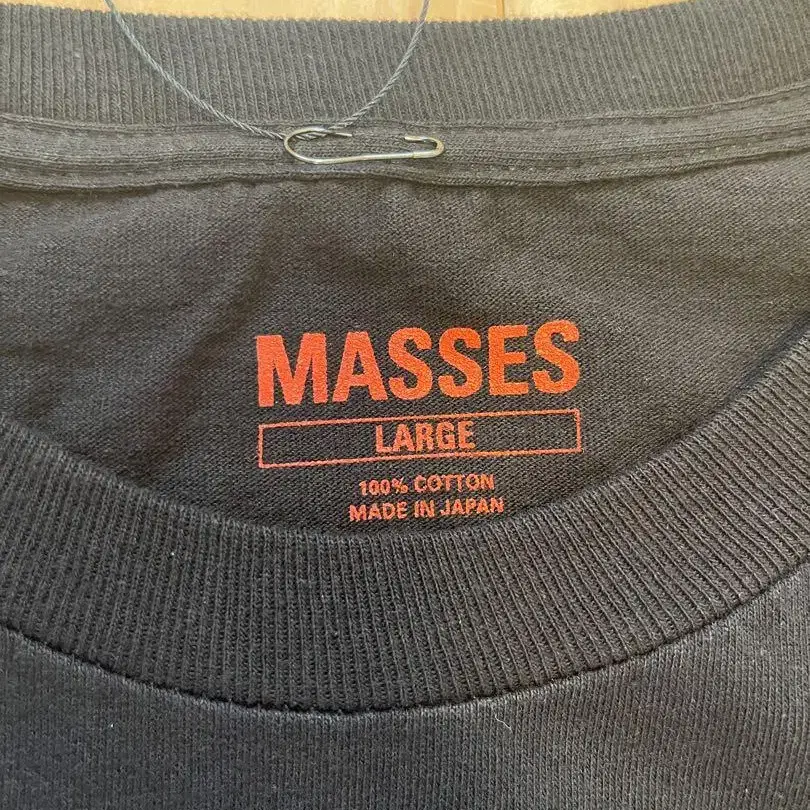 MASSES
LARGE
100% COTTON
MADE IN JAPAN